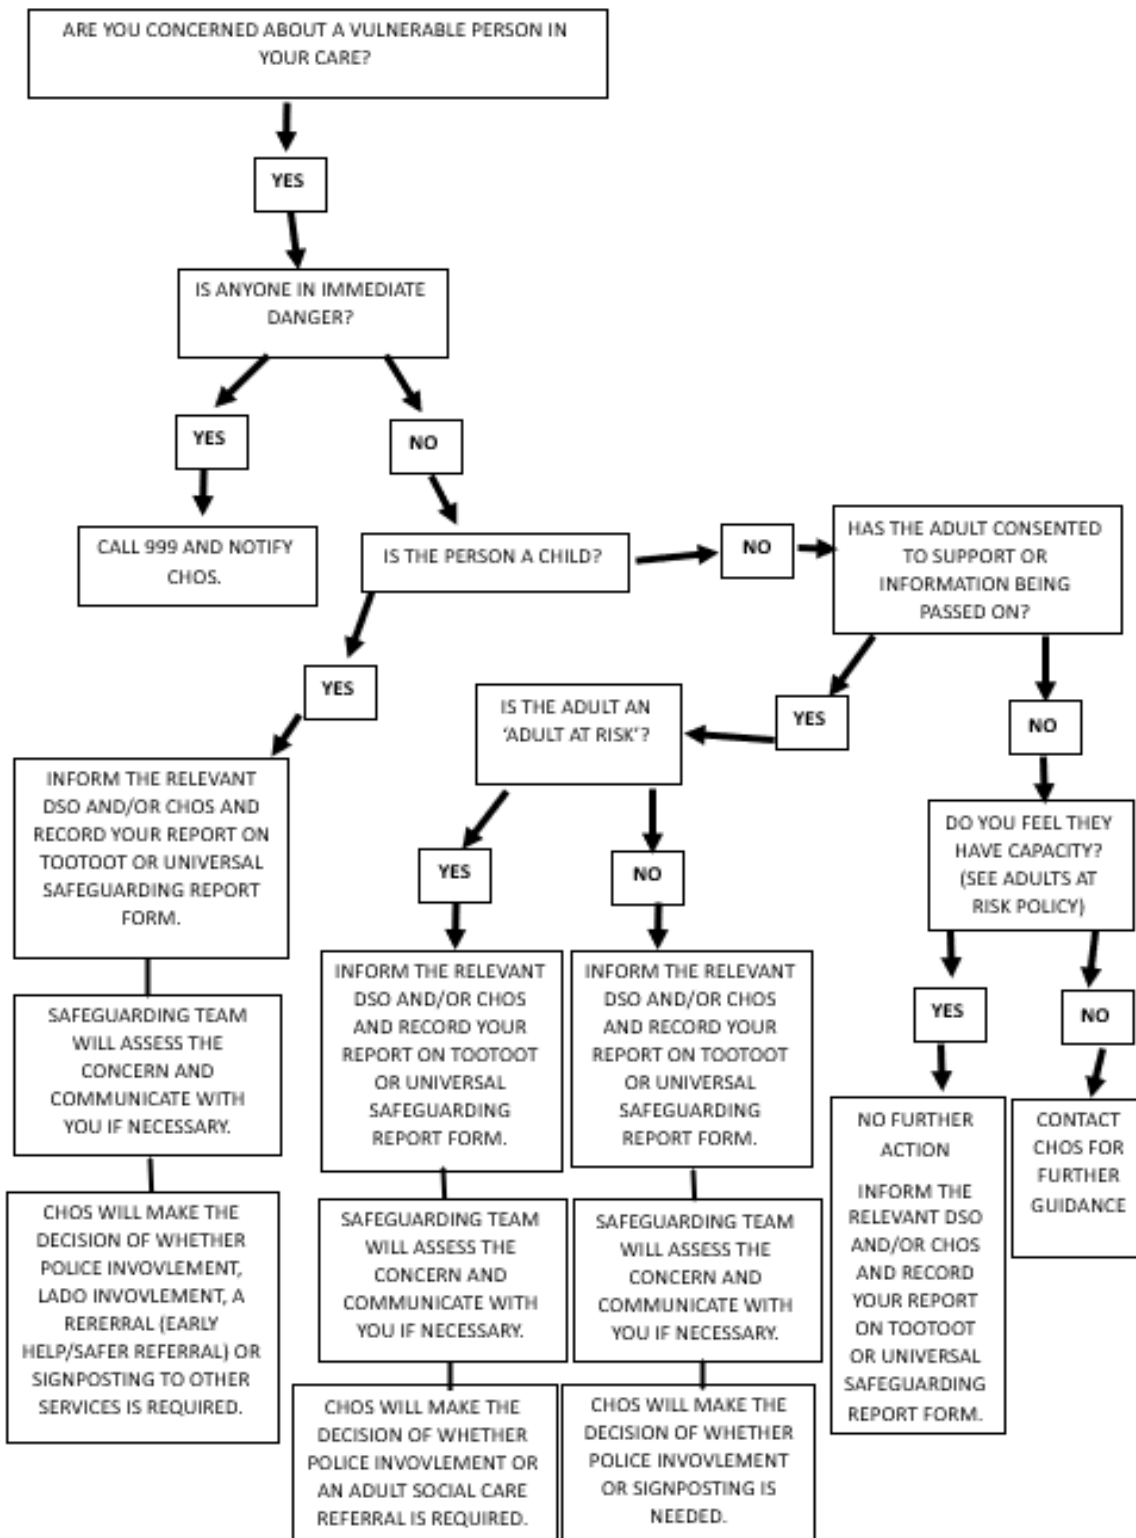 ARE YOU CONCERNED ABOUT A VULNERABLE PERSON IN
YOUR CARE?
YES
IS ANYONE IN IMMEDIATE
DANGER?
YES
NO
CALL 999 AND NOTIFY
CHOS.
IS THE PERSON A CHILD?
NO
HAS THE ADULT CONSENTED
TO SUPPORT OR
INFORMATION BEING
PASSED ON?
YES
INFORM THE RELEVANT
DSO AND/OR CHOS AND
RECORD YOUR REPORT ON
TOOTOOT OR UNIVERSAL
SAFEGUARDING REPORT
FORM.
SAFEGUARDING TEAM
WILL ASSESS THE
CONCERN AND
COMMUNICATE WITH
YOU IF NECESSARY.
CHOS WILL MAKE THE
DECISION OF WHETHER
POLICE INVOVLEMENT,
LADO INVOVLEMENT, A
RERERRAL (EARLY
HELP/SAFER REFERRAL) OR
SIGNPOSTING TO OTHER
SERVICES IS REQUIRED.
YES
IS THE ADULT AN
‘ADULT AT RISK’?
YES
INFORM THE RELEVANT
DSO AND/OR CHOS
AND RECORD YOUR
REPORT ON TOOTOOT
OR UNIVERSAL
SAFEGUARDING
REPORT FORM.
SAFEGUARDING TEAM
WILL ASSESS THE
CONCERN AND
COMMUNICATE WITH
YOU IF NECESSARY.
CHOS WILL MAKE THE
DECISION OF WHETHER
POLICE INVOVLEMENT OR
AN ADULT SOCIAL CARE
REFERRAL IS REQUIRED.
NO
INFORM THE RELEVANT
DSO AND/OR CHOS
AND RECORD YOUR
REPORT ON TOOTOOT
OR UNIVERSAL
SAFEGUARDING
REPORT FORM.
SAFEGUARDING TEAM
WILL ASSESS THE
CONCERN AND
COMMUNICATE WITH
YOU IF NECESSARY.
CHOS WILL MAKE THE
DECISION OF WHETHER
POLICE INVOVLEMENT
OR SIGNPOSTING IS
NEEDED.
NO
DO YOU FEEL THEY
HAVE CAPACITY?
(SEE ADULTS AT
RISK POLICY)
YES
NO FURTHER
ACTION
INFORM THE
RELEVANT DSO
AND/OR CHOS
AND RECORD
YOUR REPORT
ON TOOTOOT
OR UNIVERSAL
SAFEGUARDING
REPORT FORM.
NO
CONTACT
CHOS FOR
FURTHER
GUIDANCE